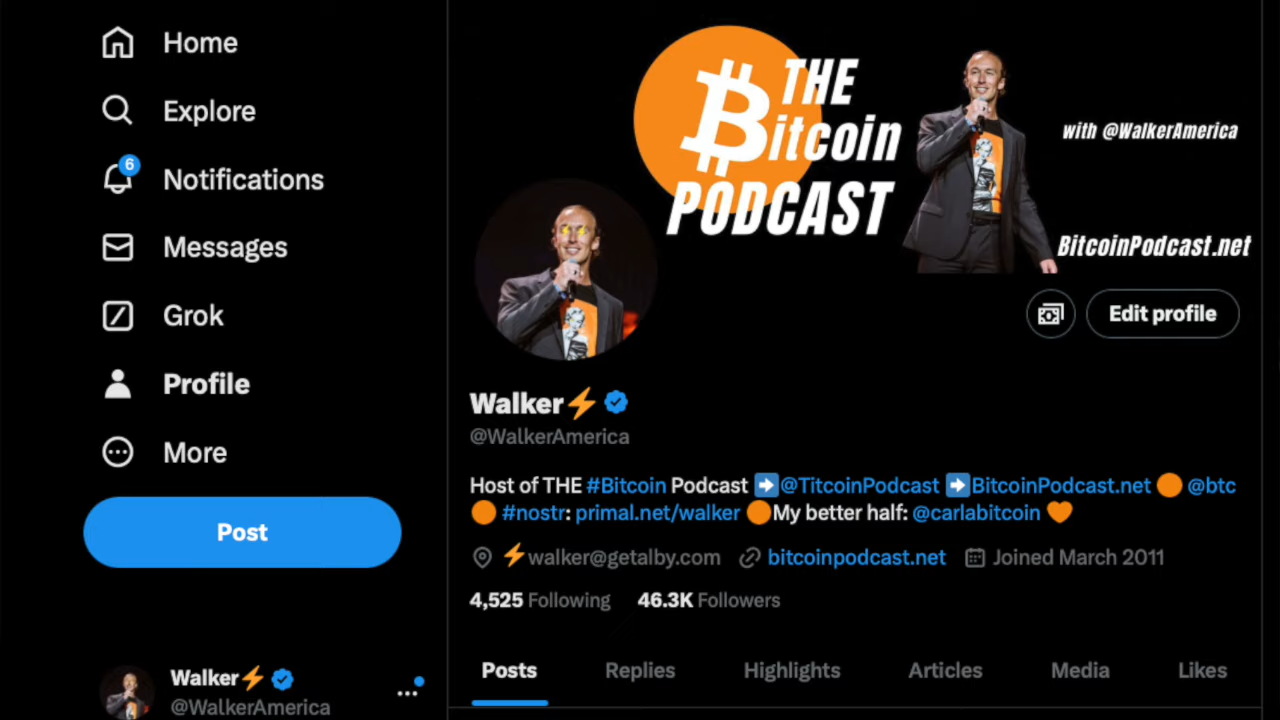 Home
Explore
6
Notifications
Messages
Grok
Profile
More
Post
Walker⚡
@WalkerAmerica
THE
Bitcoin
PODCAST
with @WalkerAmerica
BitcoinPodcast.net
Edit profile
Walker⚡
@WalkerAmerica
Host of THE #Bitcoin Podcast ➡️@TitcoinPodcast ➡️BitcoinPodcast.net 🟠 @btc
🟠 #nostr: primal.net/walker 🟠My better half: @carlabitcoin 🧡
⚡walker@getalby.com bitcoinpodcast.net Joined March 2011
4,525 Following 46.3K Followers
Posts Replies Highlights Articles Media Likes